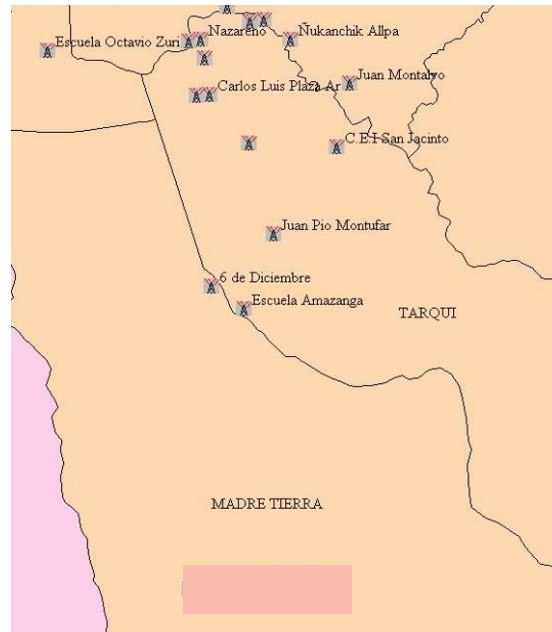 Escuela Octavio Zuri
Nazareno
Ñukanchik Allpa
Juan Montalvo
Carlos Luis Plaza Ar
C.E.I San Jacinto
Juan Pio Montufar
6 de Diciembre
Escuela Amazanga
TARQUI
MADRE TIERRA